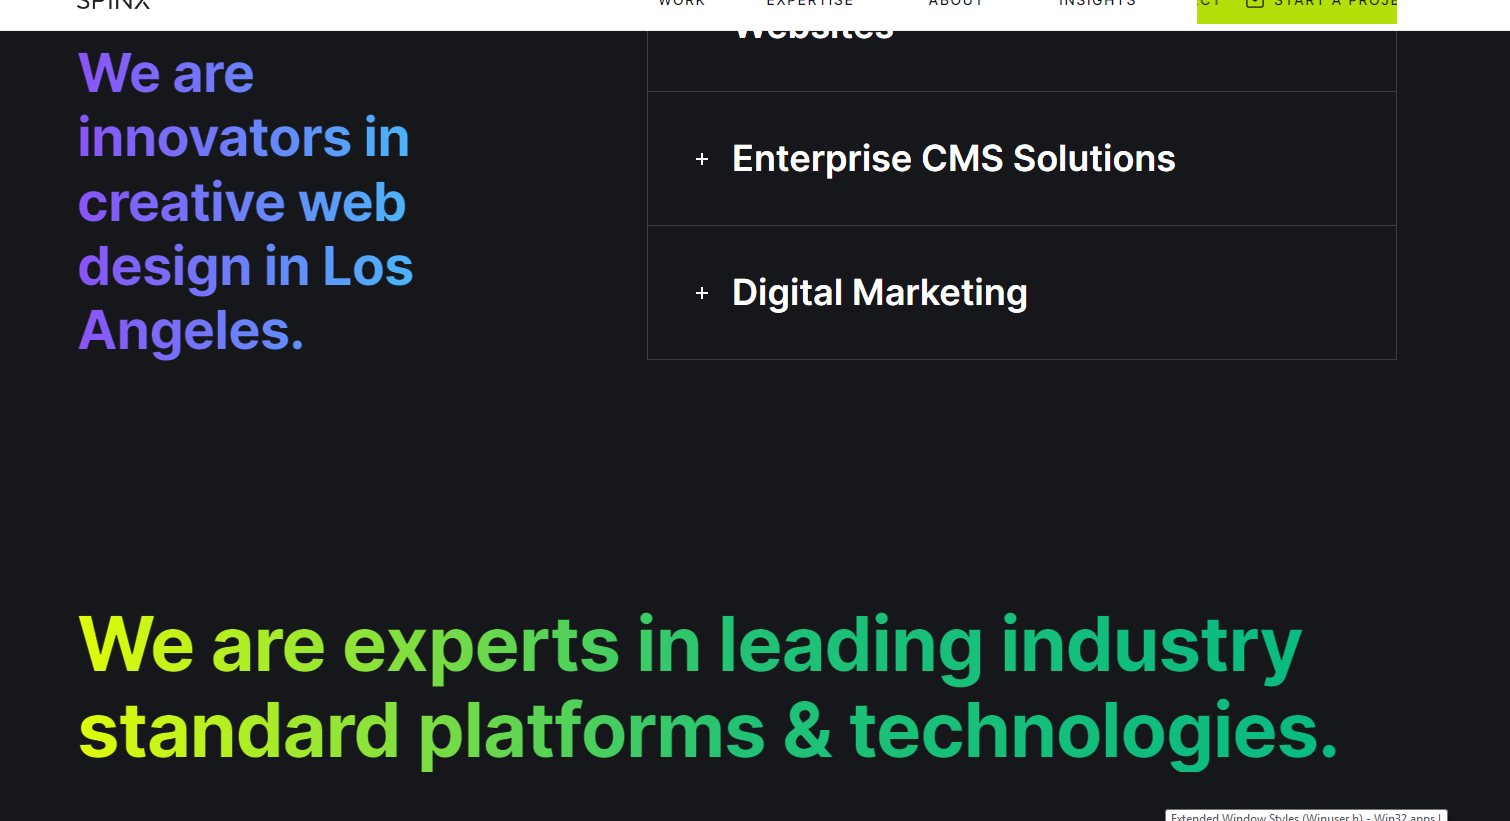 SPINX
WORK
EXPERTISE
ABOUT
INSIGHTS
CT
START A PROJE
Websites
We are
innovators in
creative web
design in Los
Angeles.
+ Enterprise CMS Solutions
+ Digital Marketing
We are experts in leading industry
standard platforms & technologies.
Extended Window Styles (Winuser.h) - Win32 apps |